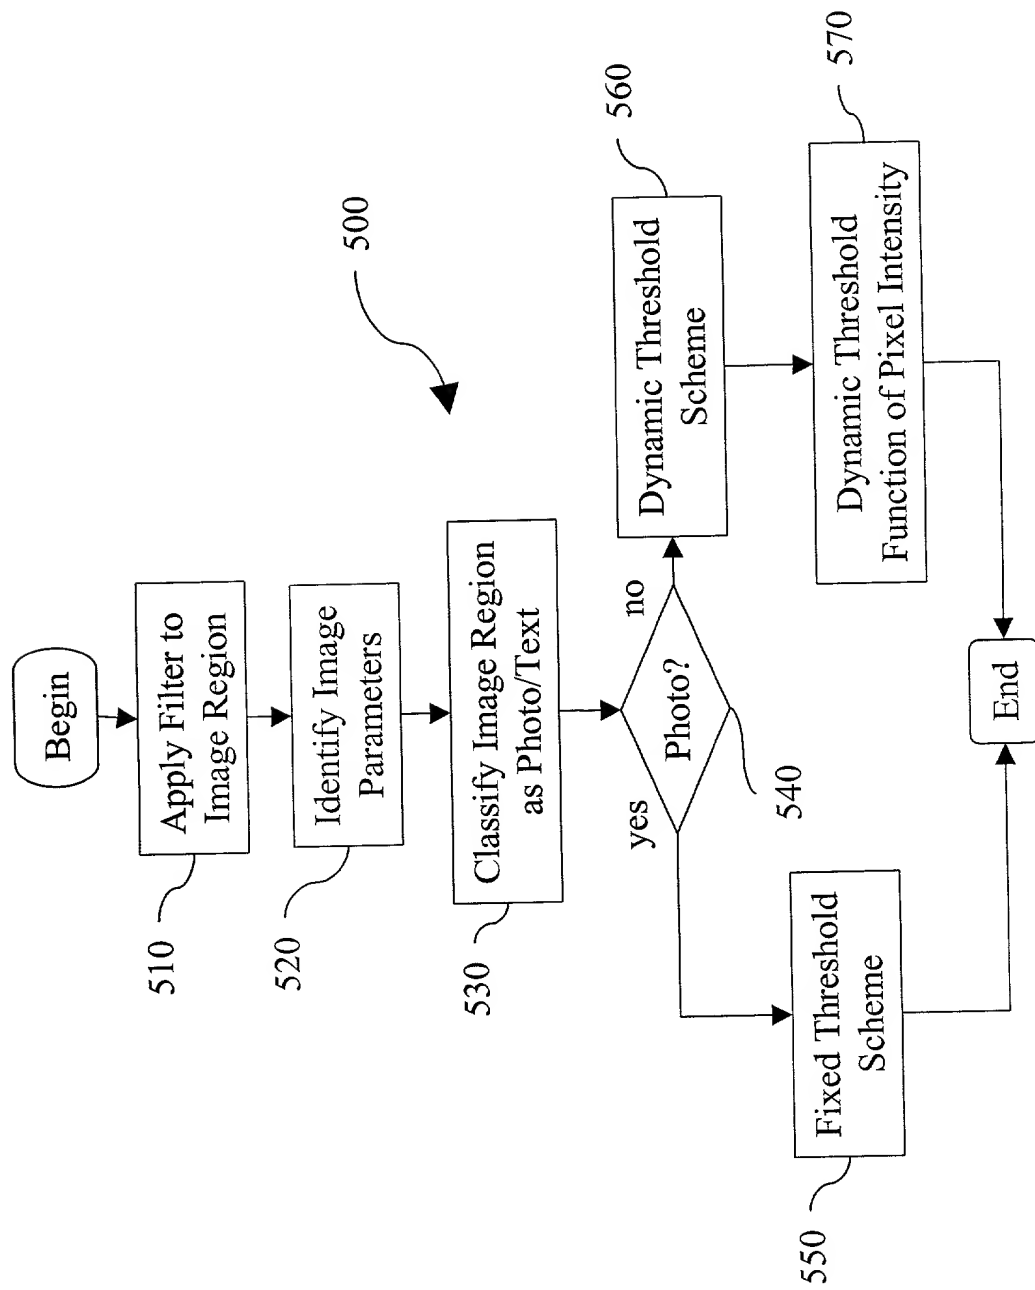 Begin
Apply Filter to
Image Region
510
Identify Image
Parameters
520
Classify Image Region
as Photo/Text
530
500
Photo?
540
yes
no
Fixed Threshold
Scheme
550
Dynamic Threshold
Scheme
560
Dynamic Threshold
Function of Pixel Intensity
570
End